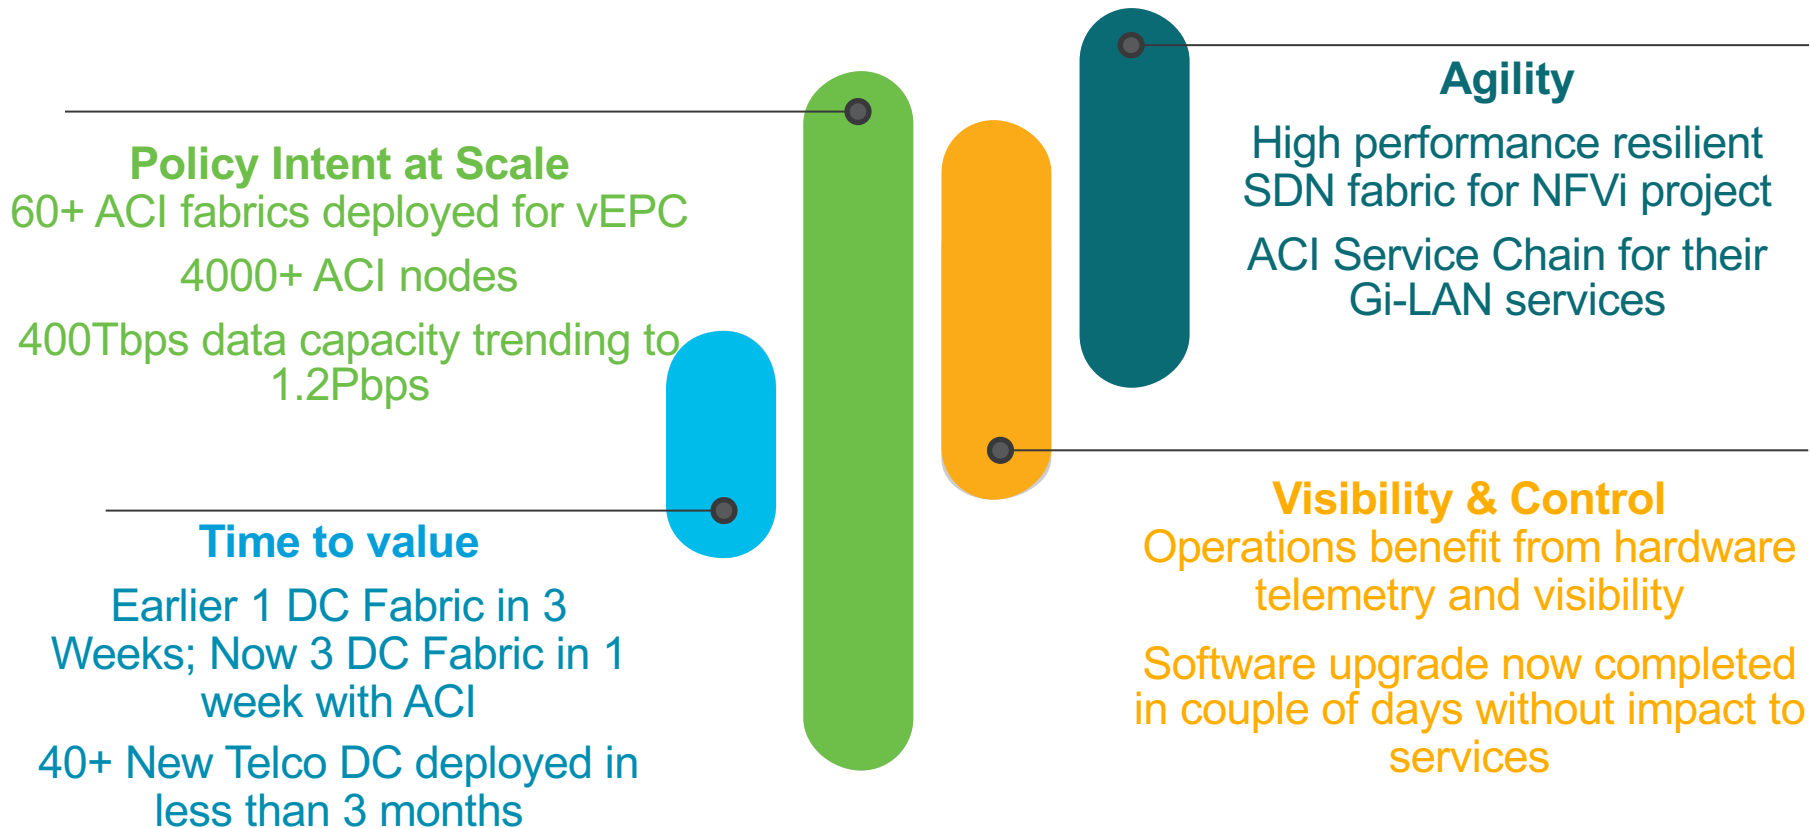 Policy Intent at Scale
60+ ACI fabrics deployed for vEPC
4000+ ACI nodes
400Tbps data capacity trending to
1.2Pbps
Time to value
Earlier 1 DC Fabric in 3
Weeks; Now 3 DC Fabric in 1
week with ACI
40+ New Telco DC deployed in
less than 3 months
Agility
High performance resilient
SDN fabric for NFVi project
ACI Service Chain for their
Gi-LAN services
Visibility & Control
Operations benefit from hardware
telemetry and visibility
Software upgrade now completed
in couple of days without impact to
services